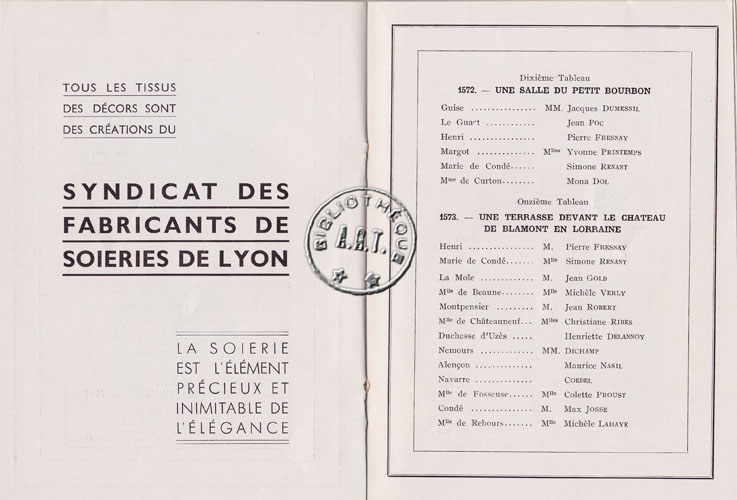 TOUS LES TISSUS
DES DÉCORS SONT
DES CRÉATIONS DU
SYNDICAT DES
FABRICANTS DE
SOIERIES DE LYON
LA SOIERIE
EST L'ÉLÉMENT
PRÉCIEUX ET
INIMITABLE DE
L'ÉLÉGANCE
BIBLIOTHÈQUE
A.R.T.
Dixième Tableau
1572. — UNE SALLE DU PETIT BOURBON
Guise ............... MM. Jacques DUMESNIL
Le Guast ............ Jean POC
Henri ............... Pierre FRESNAY
Margot .............. Mlles Yvonne PRINTEMPS
Marie de Condé...... Simone RENANT
Mme de Curton........ Mona DOL
Onzième Tableau
1573. — UNE TERRASSE DEVANT LE CHATEAU
DE BLAMONT EN LORRAINE
Henri ............... M. Pierre FRESNAY
Marie de Condé...... Mlle Simone RENANT
La Mole ............. M. Jean GOLD
Mlle de Beaune........ Mlle Michèle VERLY
Montpensier ......... M. Jean ROBERT
Mlle de Châteauneuf... Mlles Christiane RIBES
Duchesse d'Uzès ..... Henriette DELANNOY
Nemours ............. MM. DICHAMP
Alençon ............. Maurice NASIL
Navarre ............. COEDEL
Mlle de Fosseuse...... Mlle Colette PROUST
Condé ............... M. Max JOSSE
Mlle de Rebours....... Mlle Michèle LAHAYE